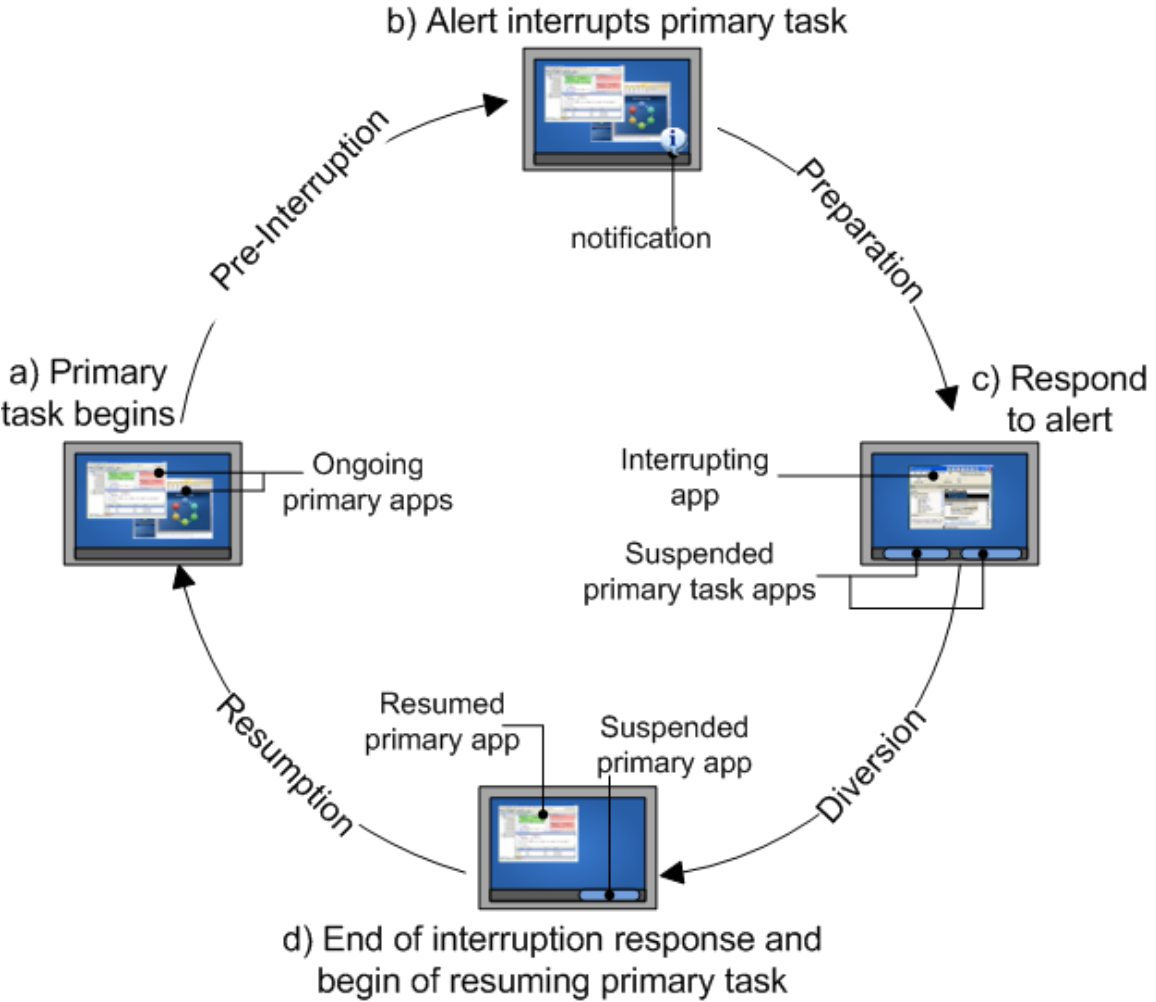 b) Alert interrupts primary task
notification
Pre-Interruption
Preparation
a) Primary
task begins
Ongoing
primary apps
c) Respond
to alert
Interrupting
app
Suspended
primary task apps
Diversion
Resumption
Resumed
primary app
Suspended
primary app
d) End of interruption response and
begin of resuming primary task